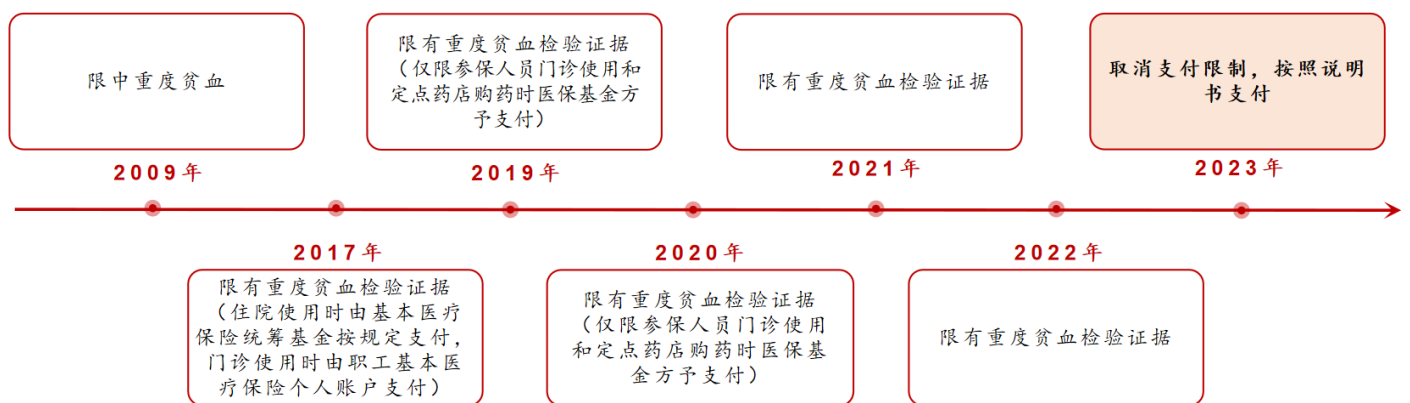 限中重度贫血
2009年
限有重度贫血检验证据
（仅限参保人员门诊使用和
定点药店购药时医保基金方
予支付）
2019年
限有重度贫血检验证据
2021年
取消支付限制，按照说明
书支付
2023年
2017年
限有重度贫血检验证据
（住院使用时由基本医疗
保险统筹基金按规定支付，
门诊使用时由职工基本医
疗保险个人账户支付）
2020年
限有重度贫血检验证据
（仅限参保人员门诊使用
和定点药店购药时医保基
金方予支付）
2022年
限有重度贫血检验证据